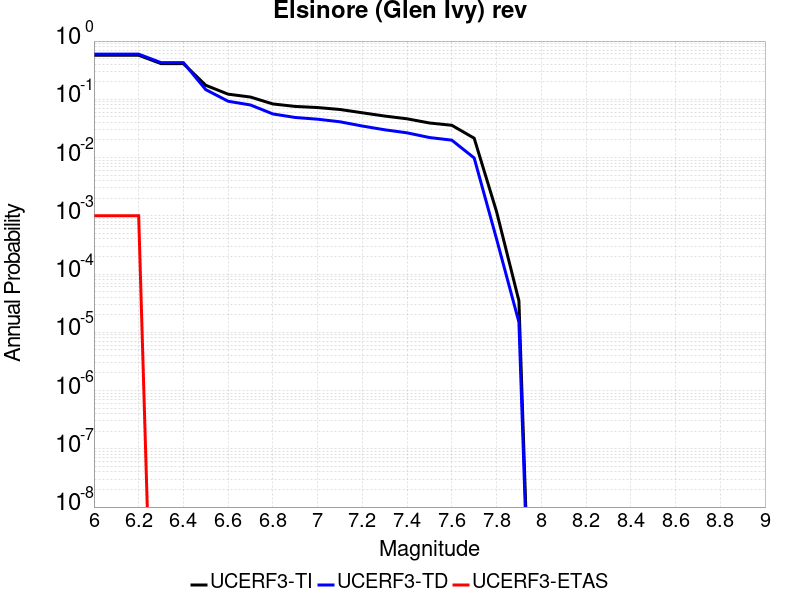 Elsinore (Glen Ivy) rev
10^0
10^-1
10^-2
10^-3
10^-4
10^-5
10^-6
10^-7
10^-8
Annual Probability
6 6.2 6.4 6.6 6.8 7 7.2 7.4 7.6 7.8 8 8.2 8.4 8.6 8.8 9
Magnitude
UCERF3-TI UCERF3-TD UCERF3-ETAS